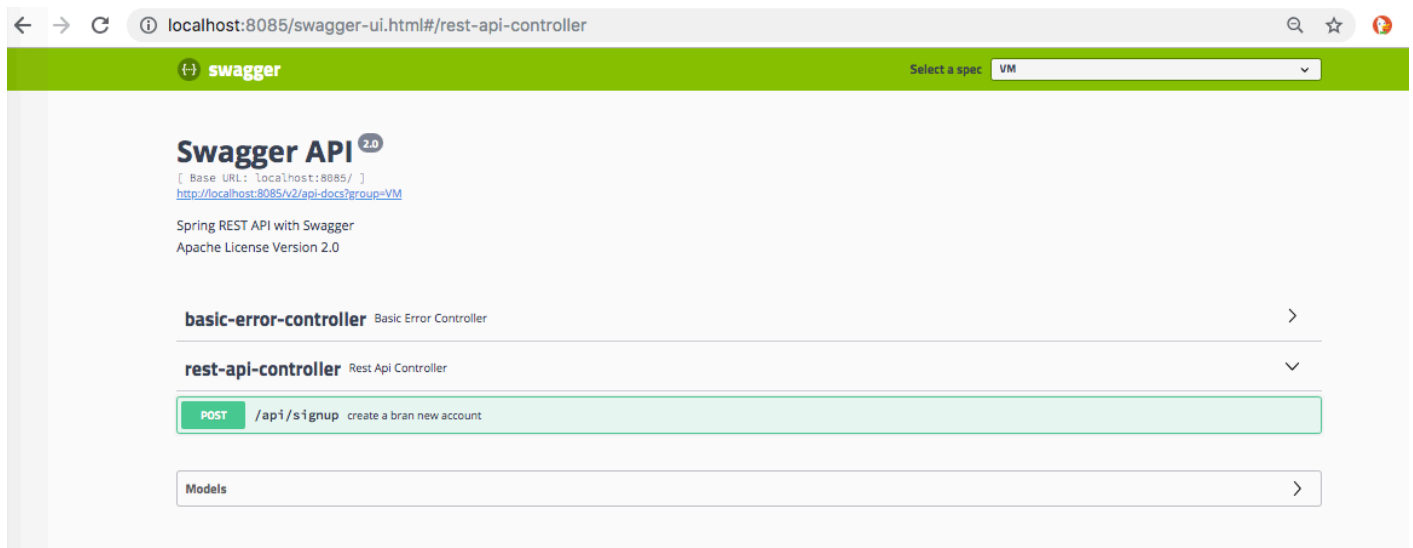 localhost:8085/swagger-ui.html#/rest-api-controller
{··} swagger Select a spec VM
Swagger API 2.0
[ Base URL: localhost:8085/ ]
http://localhost:8085/v2/api-docs?group=VM
Spring REST API with Swagger
Apache License Version 2.0
basic-error-controller Basic Error Controller
rest-api-controller Rest Api Controller
POST /api/signup create a bran new account
Models